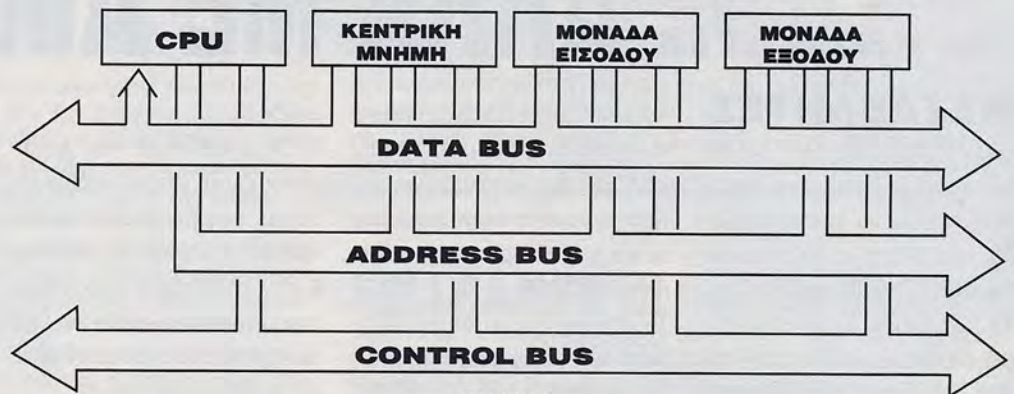 CPU
ΚΕΝΤΡΙΚΗ
ΜΝΗΜΗ
ΜΟΝΑΔΑ
ΕΙΣΟΔΟΥ
ΜΟΝΑΔΑ
ΕΞΟΔΟΥ
DATA BUS
ADDRESS BUS
CONTROL BUS